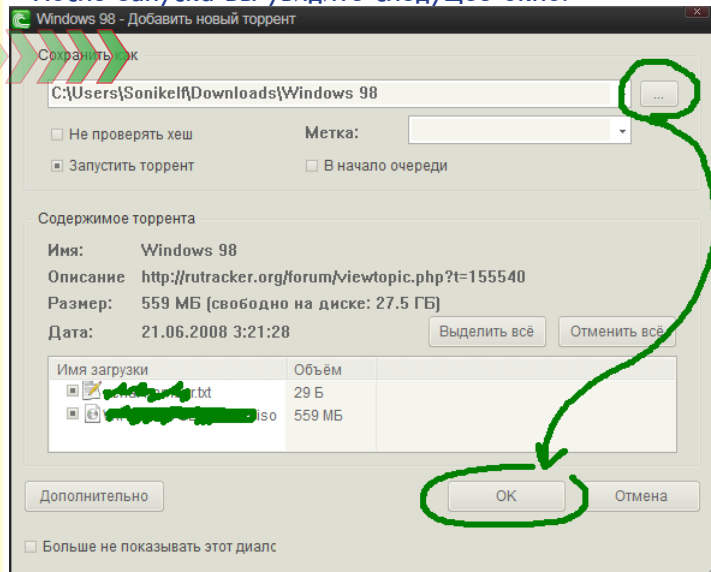 Windows 98 - Добавить новый торрент
Сохранить как
C:\Users\Sonikelf\Downloads\Windows 98
...
Не проверять хеш
Метка:
Запустить торрент
В начало очереди
Содержимое торрента
Имя: Windows 98
Описание http://rutracker.org/forum/viewtopic.php?t=155540
Размер: 559 МБ (свободно на диске: 27.5 ГБ)
Дата: 21.06.2008 3:21:28
Выделить всё
Отменить всё
Имя загрузки Объём
.txt 29 Б
iso 559 МБ
Дополнительно
OK
Отмена
Больше не показывать этот диалс